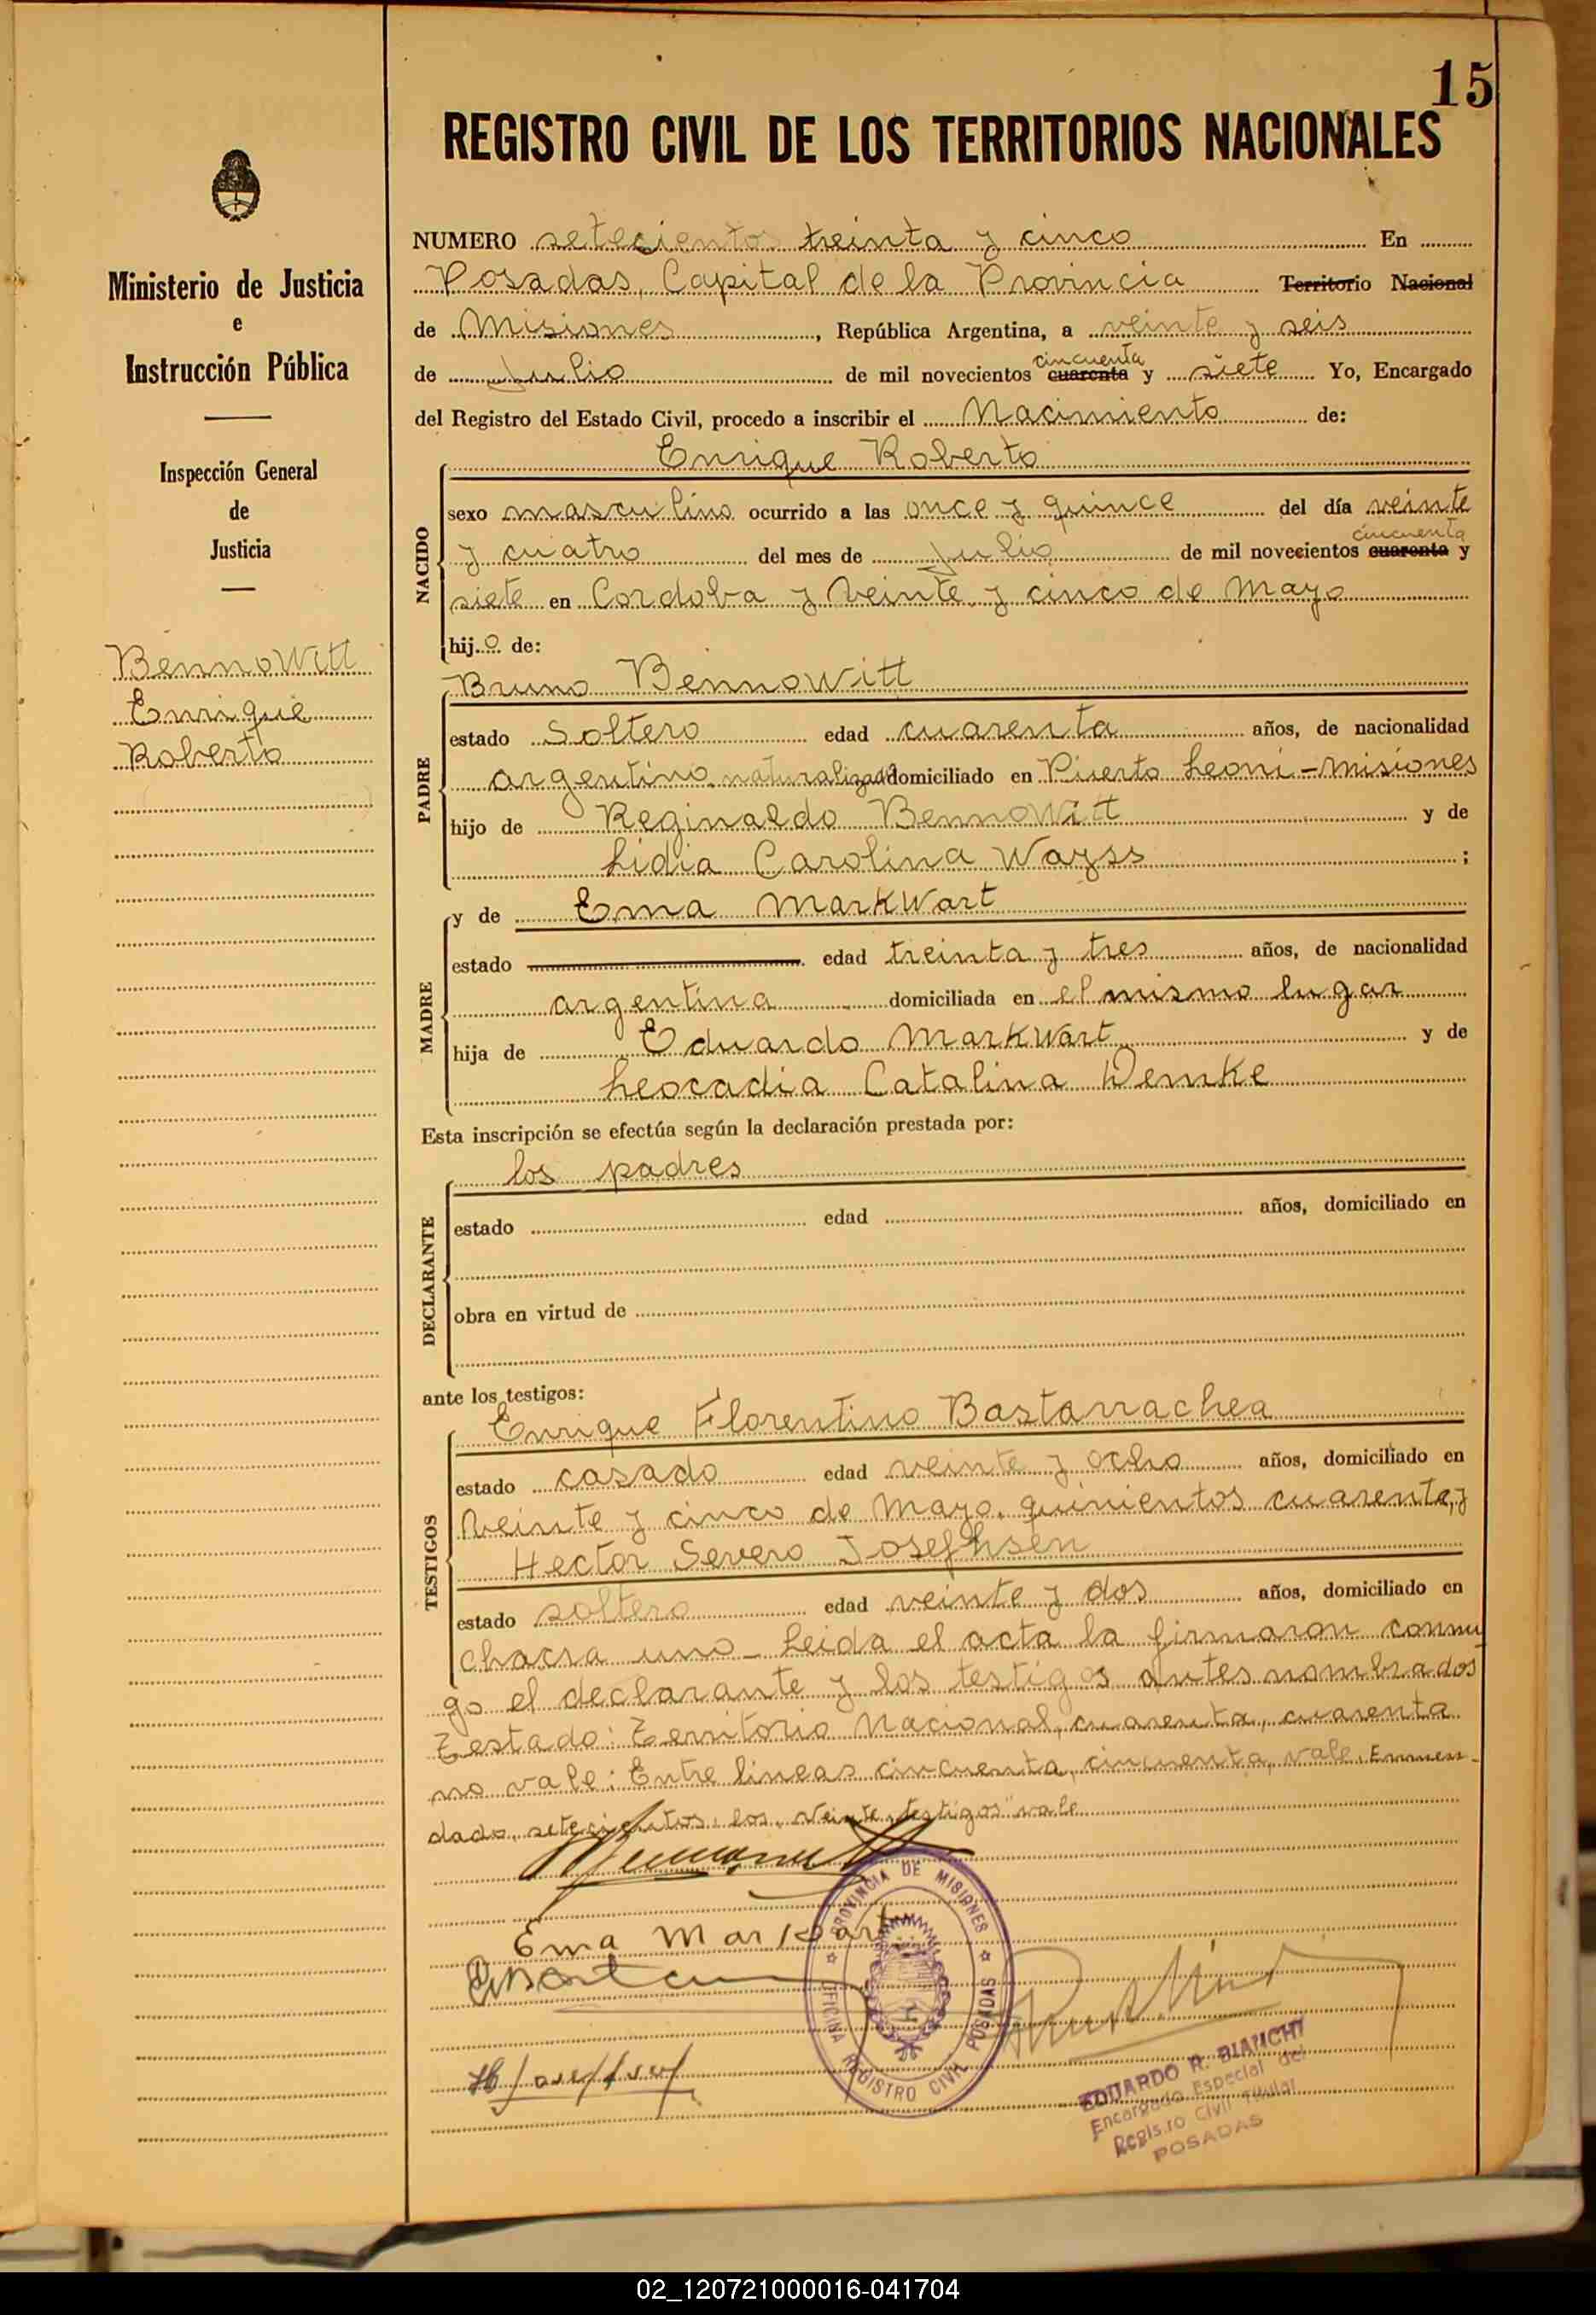 15
REGISTRO CIVIL DE LOS TERRITORIOS NACIONALES
Ministerio de Justicia
e
Instrucción Pública
Inspección General
de
Justicia
Bennowitt
Enrique
Roberto
NUMERO setecientos treinta y cinco En
Posadas, Capital de la Provincia Territorio Nacional
de Misiones, República Argentina, a veinte y seis
cincuenta
de Julio de mil novecientos cuarenta y siete Yo, Encargado
del Registro del Estado Civil, procedo a inscribir el Nacimiento de:
NACIDO
Enrique Roberto
sexo masculino ocurrido a las once y quince del día veinte
cincuenta
y cuatro del mes de Julio de mil novecientos cuarenta y
siete en Cordoba y Veinte y cinco de Mayo
hijo de:
PADRE
Bruno Bennowitt
estado Soltero edad cuarenta años, de nacionalidad
argentino naturalizado domiciliado en Puerto Leoni - Misiones
hijo de Reginaldo Bennowitt y de
Lidia Carolina Wayss;
MADRE
y de Ema MarkWart
estado edad treinta y tres años, de nacionalidad
argentina domiciliada en el mismo lugar
hija de Eduardo MarkWart y de
Leocadia Catalina Wenke
Esta inscripción se efectúa según la declaración prestada por:
DECLARANTE
los padres
estado edad años, domiciliado en
obra en virtud de
ante los testigos:
TESTIGOS
Enrique Florentino Bastarrachea
estado casado edad veinte y ocho años, domiciliado en
Veinte y cinco de Mayo, quinientos cuarenta, y
Hector Severo Josefhsen
estado soltero edad veinte y dos años, domiciliado en
chacra uno - Leida el acta la firmaron conmi
go el declarante y los testigos antes nombrados
Testado: Territorio Nacional, cuarenta, cuarenta
no vale: Entre lineas cincuenta, cincuenta, vale. Enmen-
dado, setecientos, los, Veinte, testigos" vale
Ema Markwart
PROVINCIA DE MISIONES
OFICINA REGISTRO CIVIL POSADAS
EDUARDO R. BIANCHI
Encargado Especial del
Registro Civil Titular
POSADAS
02_120721000016-041704